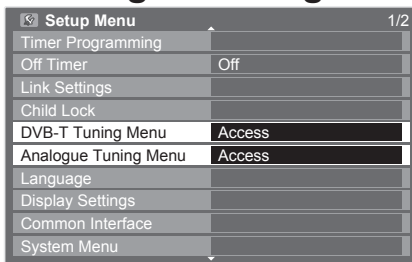 Setup Menu 1/2
Timer Programming
Off Timer Off
Link Settings
Child Lock
DVB-T Tuning Menu Access
Analogue Tuning Menu Access
Language
Display Settings
Common Interface
System Menu